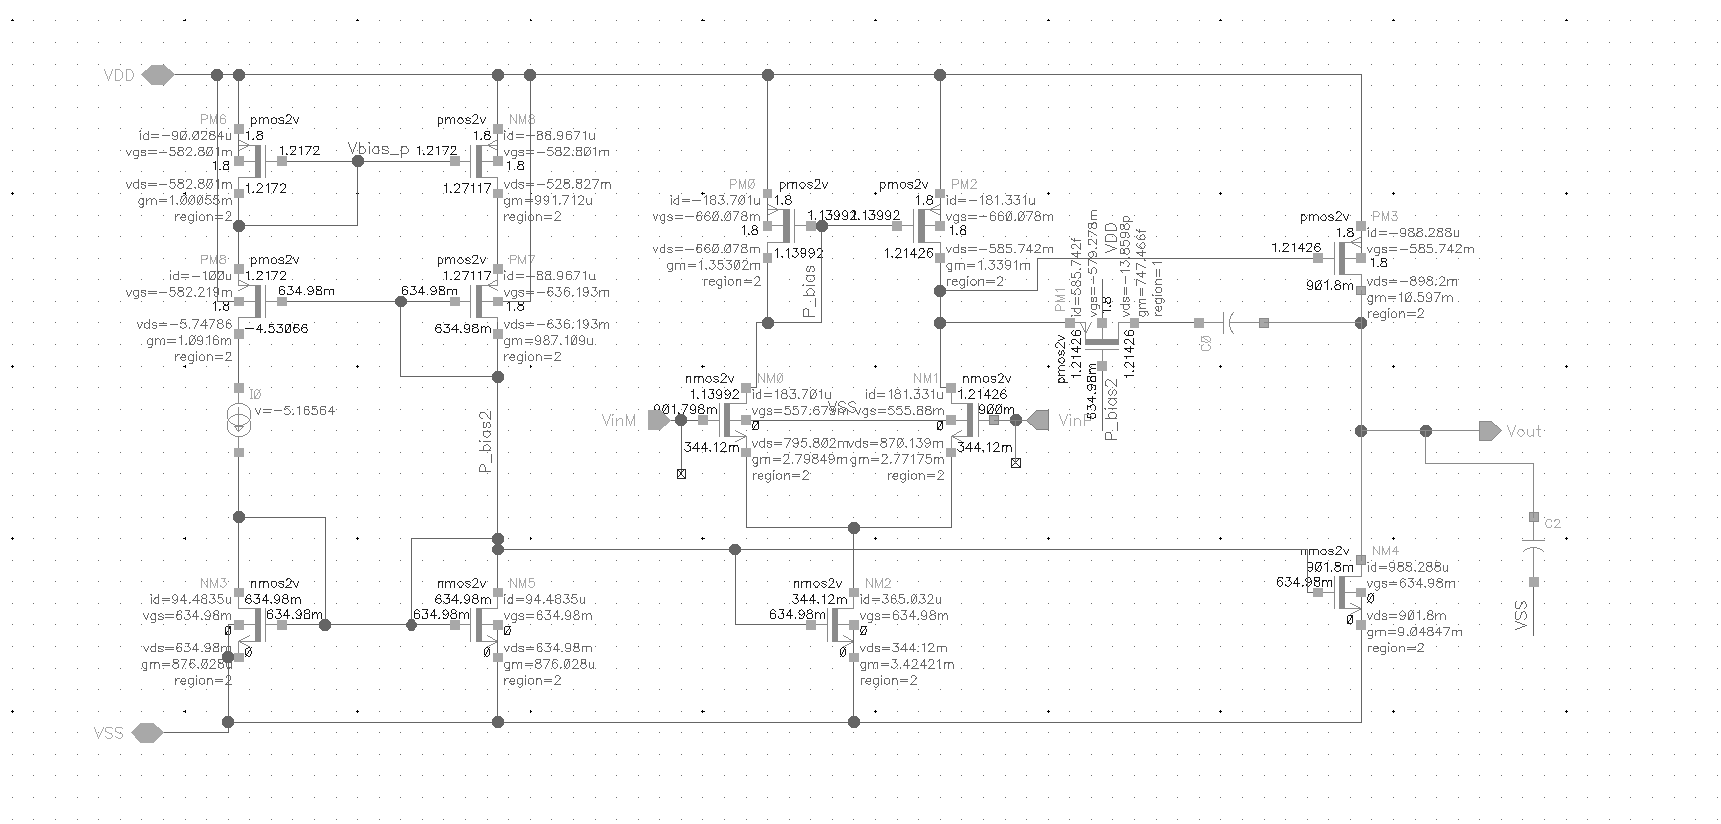 VDD
PM6
pmos2v
id=-90.0284u
1.8
vgs=-582.801m
1.2172
1.8
vds=-582.801m
1.2172
gm=1.00055m
region=2
Vbias_p
pmos2v
NM8
1.8
id=-88.9671u
vgs=-582.801m
1.2172
1.8
vds=-528.827m
1.27117
gm=991.712u
region=2
PM8
pmos2v
id=-100u
1.2172
vgs=-582.219m
634.98m
1.8
vds=-5.74786
-4.53066
gm=1.0916m
region=2
pmos2v
PM7
1.27117
id=-88.9671u
634.98m
vgs=-636.193m
1.8
634.98m
vds=-636.193m
gm=987.109u
region=2
I0
v=-5.16564
P_bias2
NM3
nmos2v
id=94.4835u
634.98m
vgs=634.98m
634.98m
0
vds=634.98m
0
gm=876.028u
region=2
nmos2v
NM5
634.98m
id=94.4835u
634.98m
vgs=634.98m
0
vds=634.98m
0
gm=876.028u
region=2
VSS
PM0
pmos2v
id=-183.701u
1.8
vgs=-660.078m
1.13992
1.8
vds=-660.078m
1.13992
gm=1.35302m
region=2
P_bias
pmos2v
PM2
1.8
id=-181.331u
1.13992
vgs=-660.078m
1.8
1.21426
vds=-585.742m
gm=1.3391m
region=2
PM1
pmos2v
id=585.742f
vgs=-579.278m
vds=-13.8598p
gm=747.466f
region=1
VDD
1.8
1.21426
1.21426
634.98m
P_bias2
C0
pmos2v
PM3
1.8
id=-988.288u
1.21426
vgs=-585.742m
1.8
vds=-898.2m
901.8m
gm=10.597m
region=2
VinM
nmos2v
NM0
1.13992
id=183.701u
901.798m
vgs=557.679m
0
344.12m
vds=795.802m
gm=2.79849m
region=2
VSS
NM1
nmos2v
id=181.331u
1.21426
vgs=555.88m
900m
0
vds=870.139m
344.12m
gm=2.77175m
region=2
VinP
nmos2v
NM2
344.12m
id=365.032u
634.98m
vgs=634.98m
0
vds=344.12m
0
gm=3.42421m
region=2
Vout
nmos2v
NM4
901.8m
id=988.288u
634.98m
vgs=634.98m
0
vds=901.8m
0
gm=9.04847m
region=2
C2
VSS